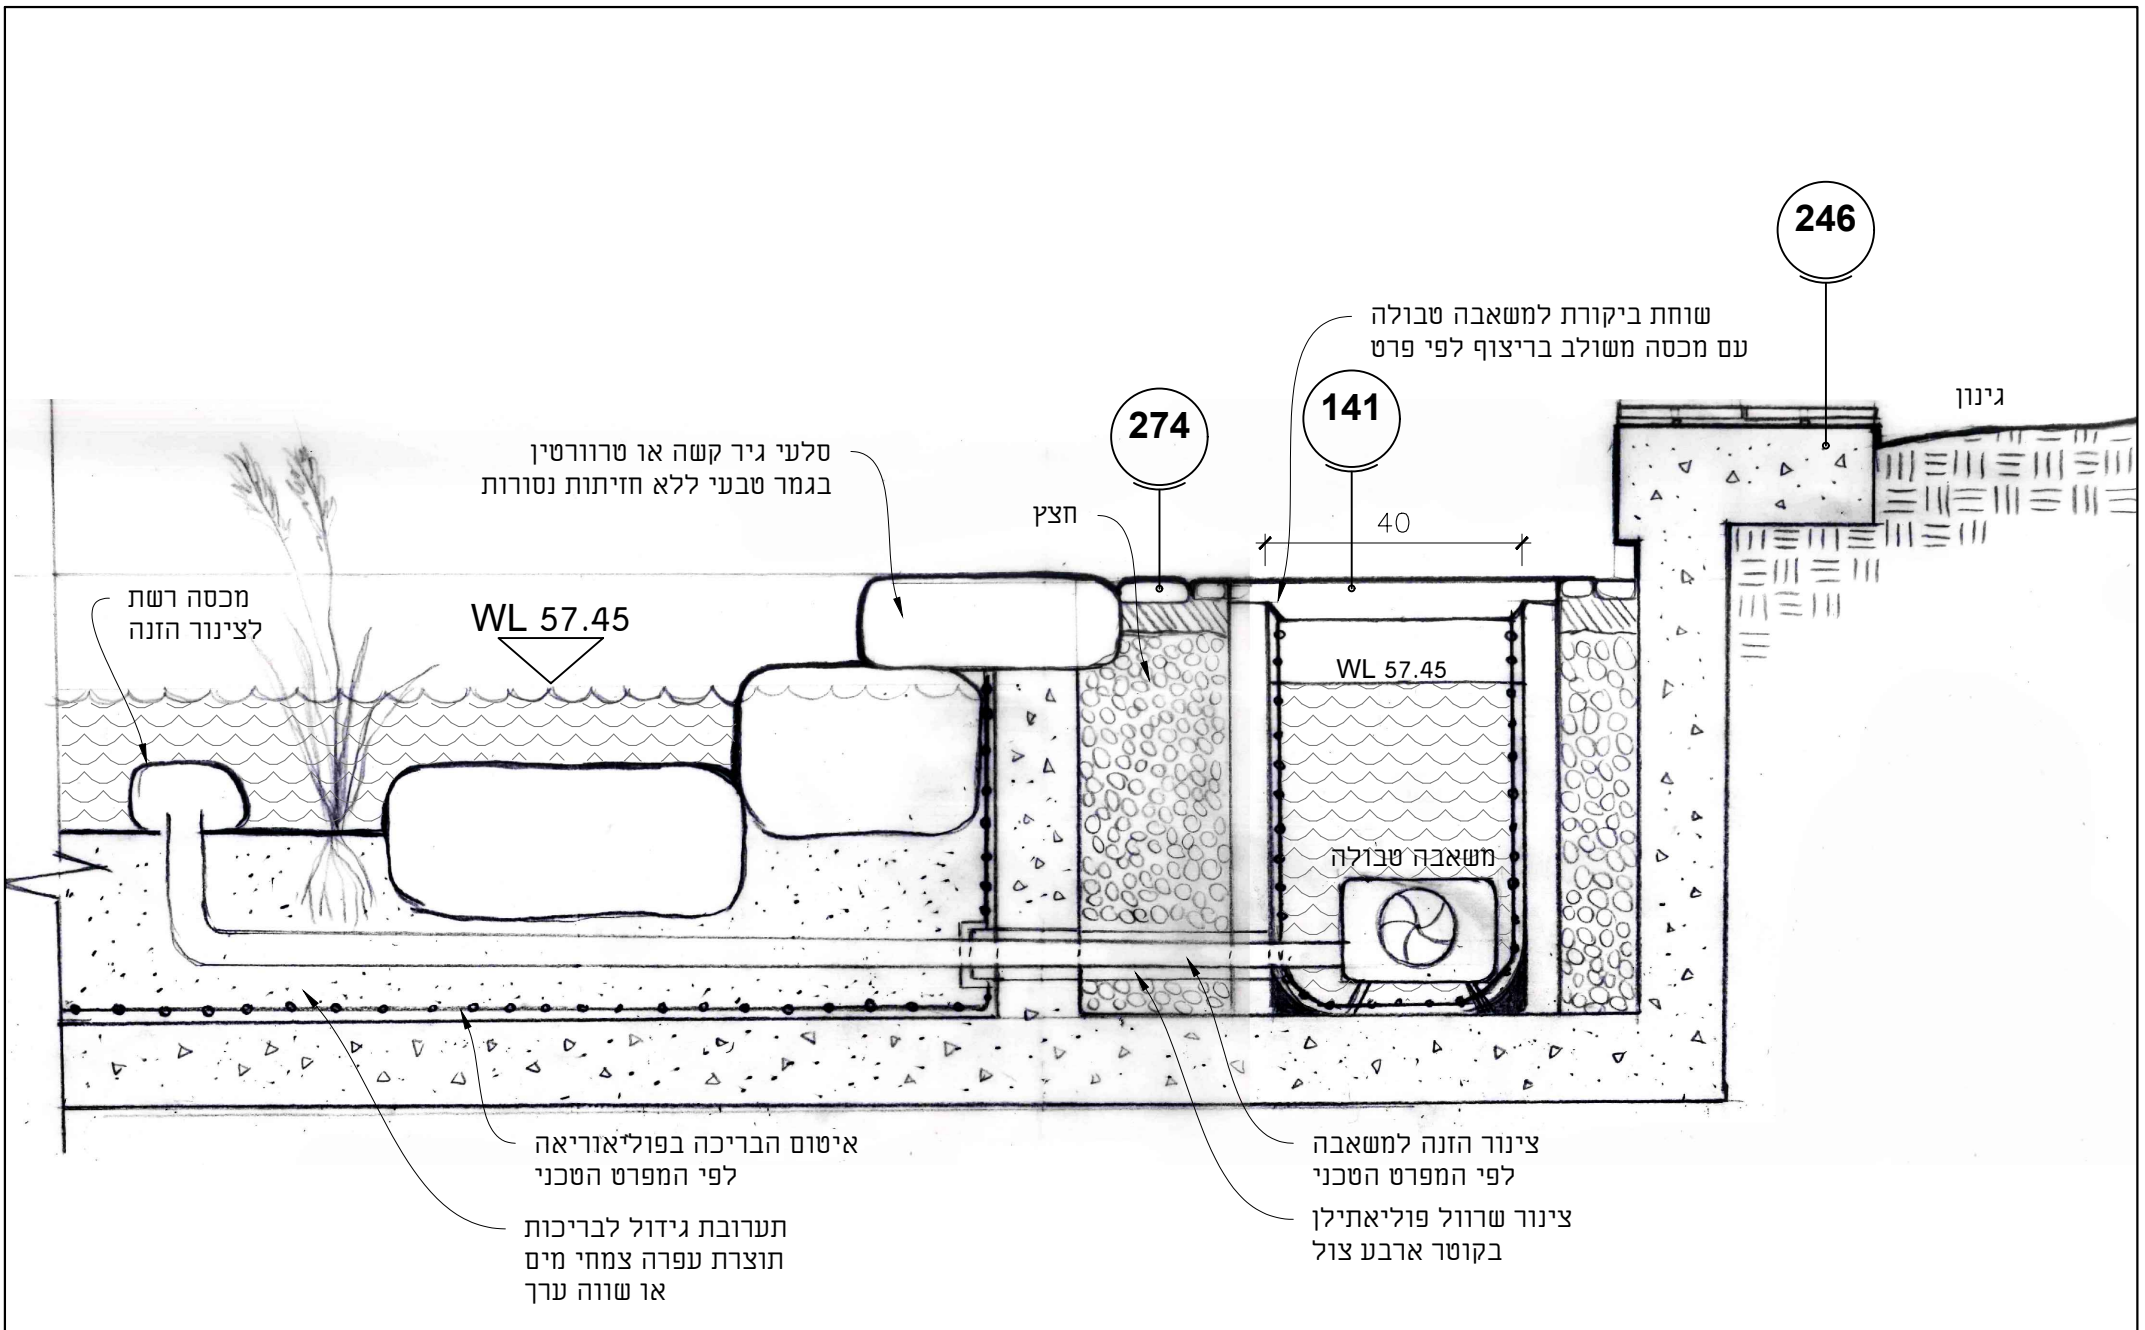 246
שוחת ביקורת למשאבה טבולה
עם מכסה משולב בריצוף לפי פרט
גינון
274
141
סלעי גיר קשה או טרוורטין
בגמר טבעי ללא חזיתות נסורות
חצץ
40
מכסה רשת
לצינור הזנה
WL 57.45
WL 57.45
משאבה טבולה
איטום הבריכה בפוליאוריאה
לפי המפרט הטכני
צינור הזנה למשאבה
לפי המפרט הטכני
תערובת גידול לבריכות
תוצרת עפרה צמחי מים
או שווה ערך
צינור שרוול פוליאתילן
בקוטר ארבע צול